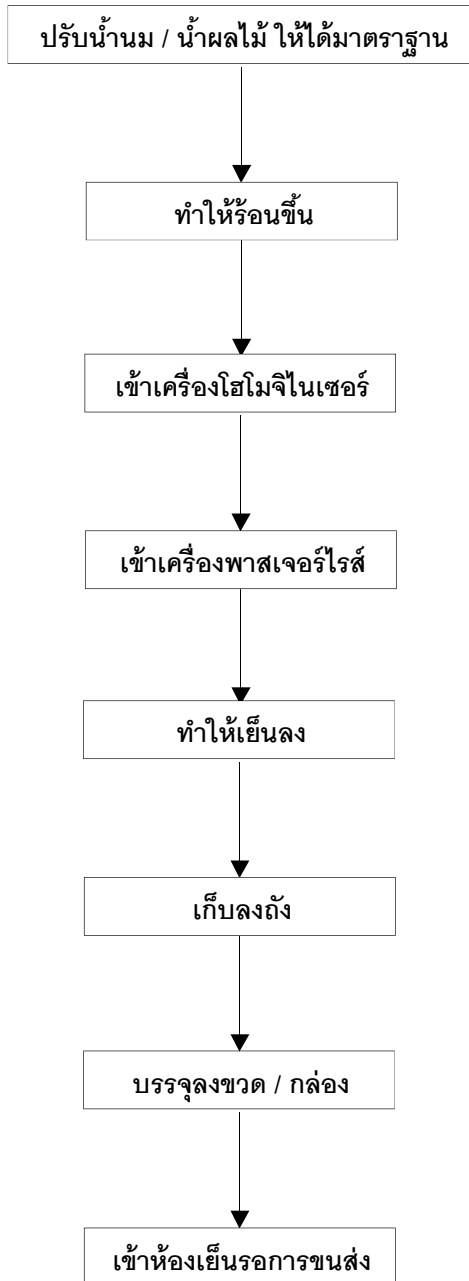 ปรับน้ำนม / น้ำผลไม้ ให้ได้มาตราฐาน
ทำให้ร้อนขึ้น
เข้าเครื่องโฮโมจิไนเซอร์
เข้าเครื่องพาสเจอร์ไรส์
ทำให้เย็นลง
เก็บลงถัง
บรรจุลงขวด / กล่อง
เข้าห้องเย็นรอการขนส่ง